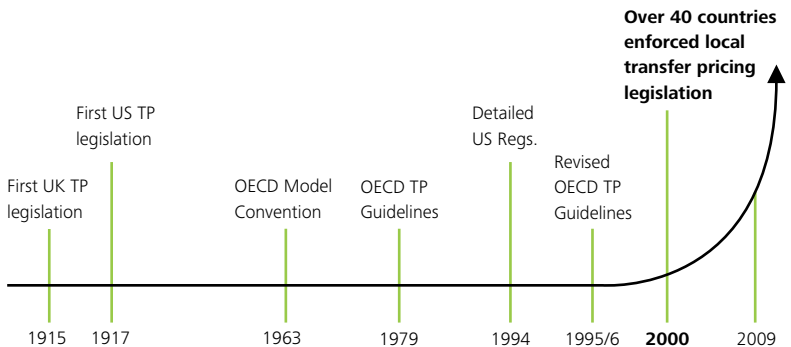 Over 40 countries
enforced local
transfer pricing
legislation
First US TP
legislation
Detailed
US Regs.
Revised
OECD TP
Guidelines
First UK TP
legislation
OECD Model
Convention
OECD TP
Guidelines
1915 1917 1963 1979 1994 1995/6 2000 2009